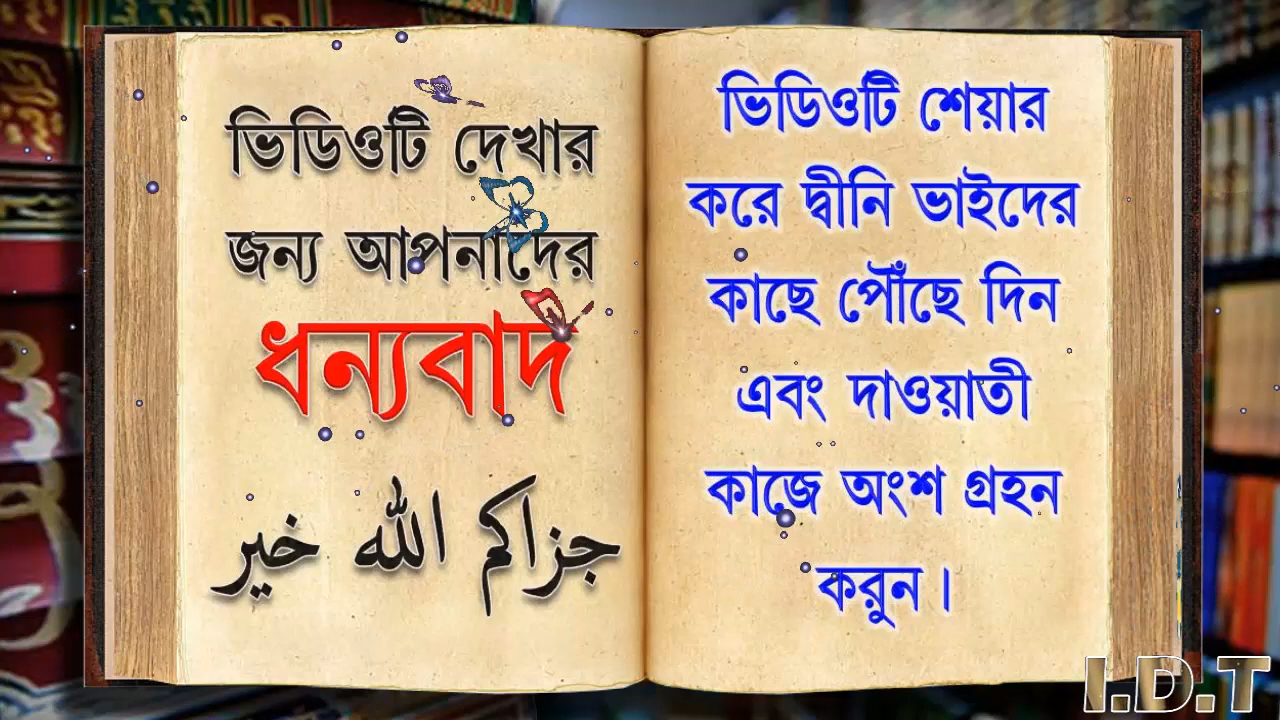 ভিডিওটি দেখার
জন্য আপনাদের
ধন্যবাদ
جزاكم الله خير
ভিডিওটি শেয়ার
করে দ্বীনি ভাইদের
কাছে পৌঁছে দিন
এবং দাওয়াতী
কাজে অংশ গ্রহন
করুন।
I.D.T